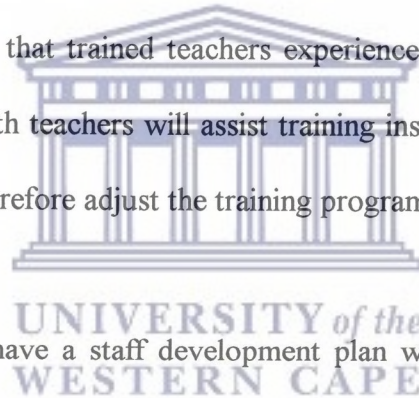 that trained teachers experience
th teachers will assist training ins
refore adjust the training program
UNIVERSITY of the
have a staff development plan w
WESTERN CAPE